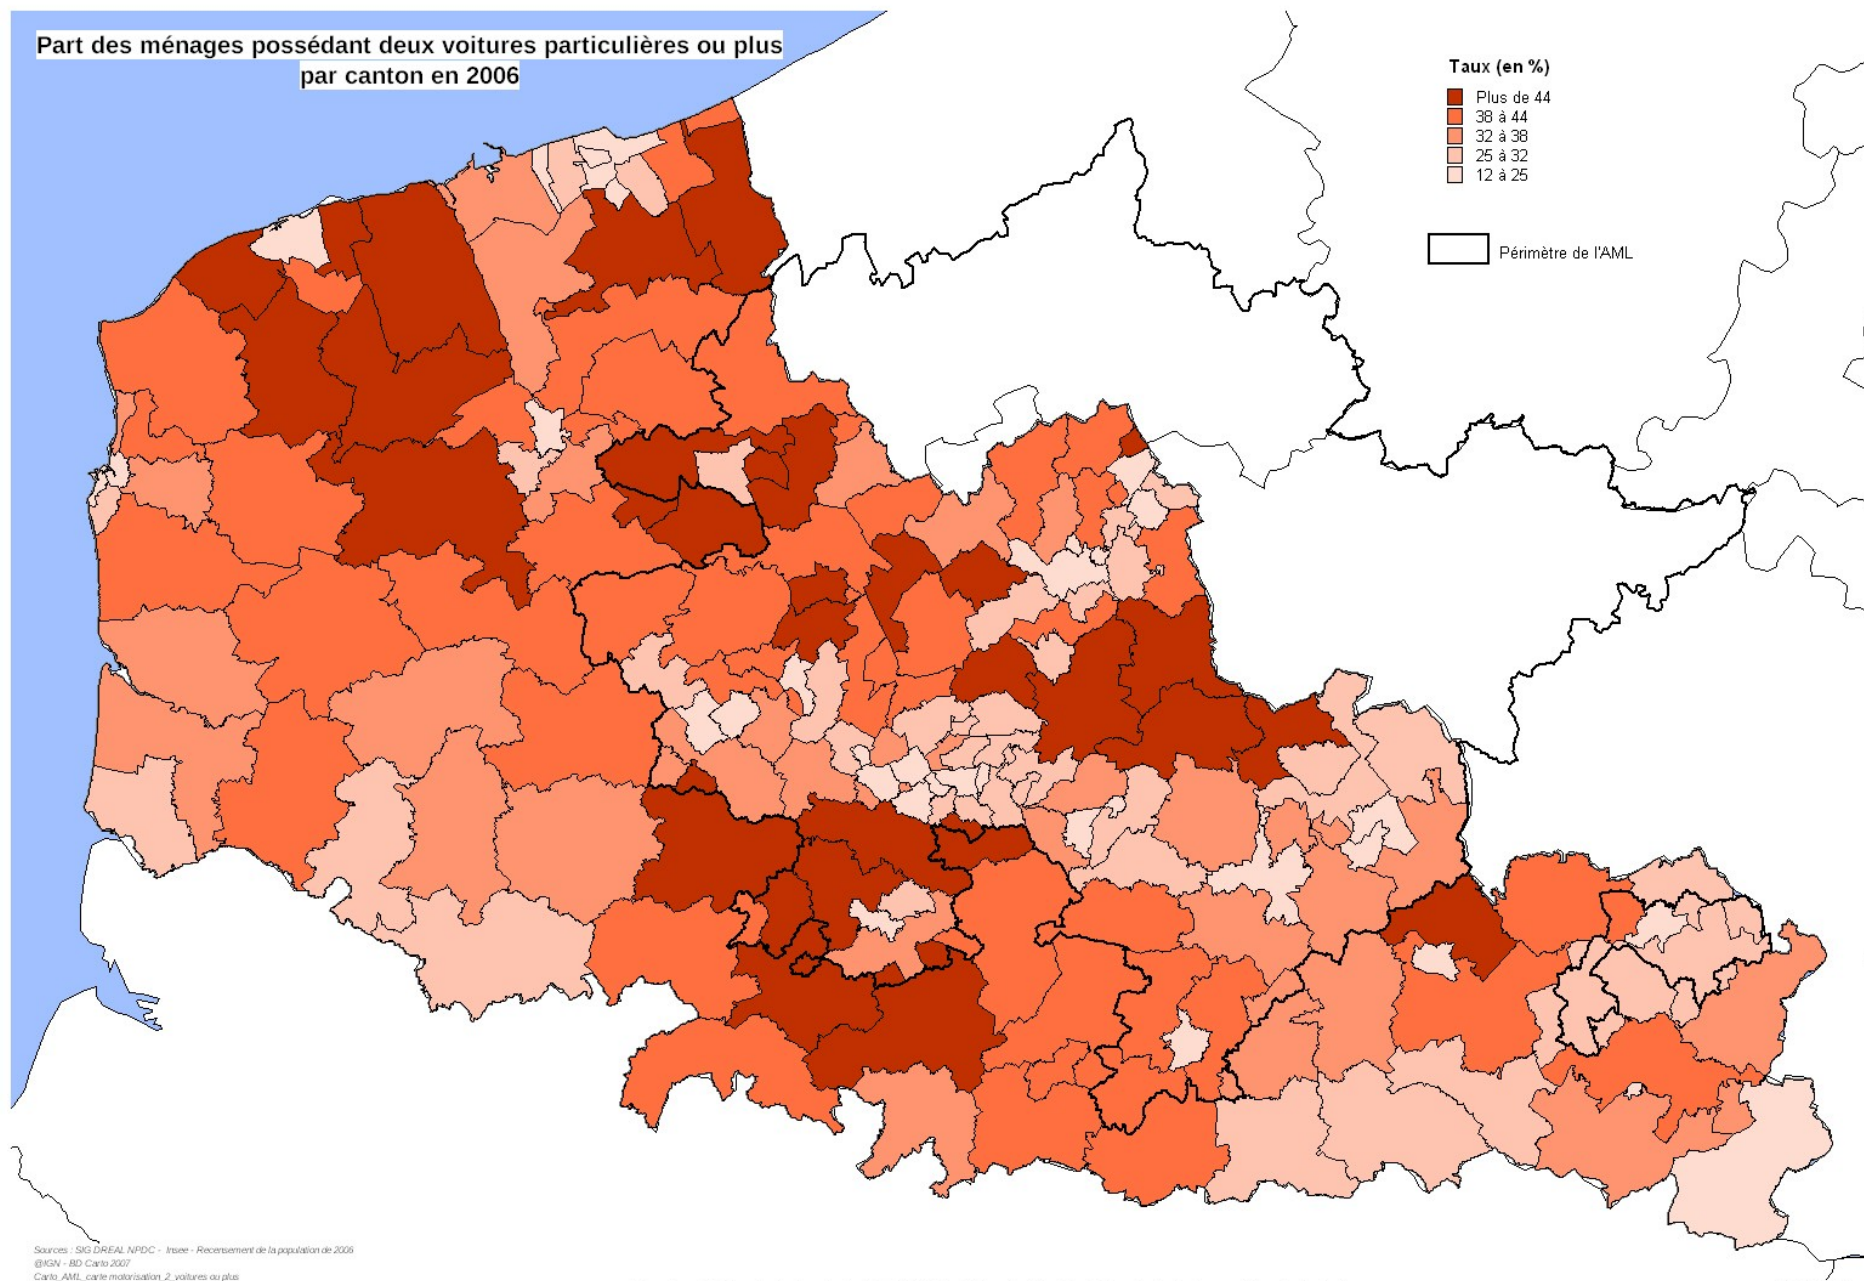 Part des ménages possédant deux voitures particulières ou plus
par canton en 2006
Taux (en %)
Plus de 44
38 à 44
32 à 38
25 à 32
12 à 25
Périmètre de l'AML
Sources : SIG DREAL NPDC - Insee - Recensement de la population de 2006
@IGN - BD Carto 2007
Carto_AML_carte motorisation_2_voitures ou plus